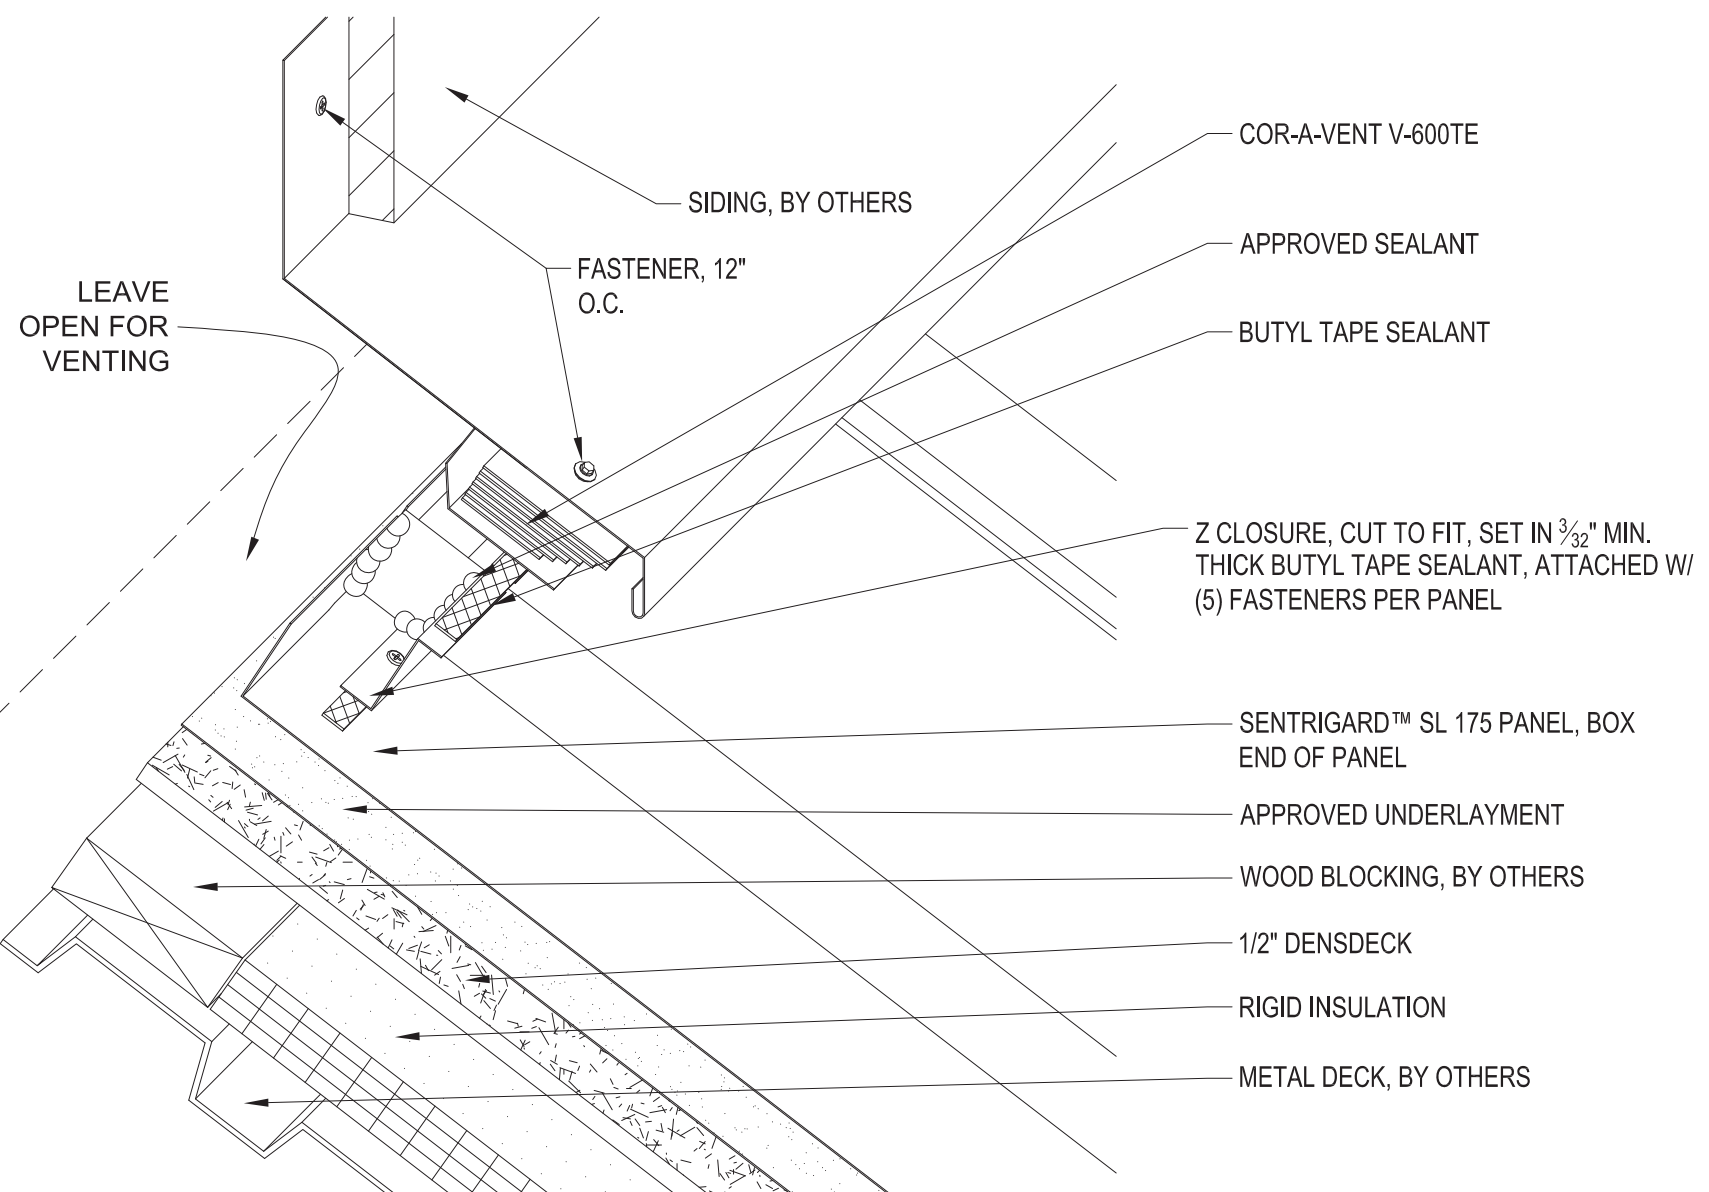 COR-A-VENT V-600TE
SIDING, BY OTHERS
APPROVED SEALANT
FASTENER, 12"
O.C.
LEAVE
OPEN FOR
VENTING
BUTYL TAPE SEALANT
Z CLOSURE, CUT TO FIT, SET IN 3/32" MIN.
THICK BUTYL TAPE SEALANT, ATTACHED W/
(5) FASTENERS PER PANEL
SENTRIGARD™ SL 175 PANEL, BOX
END OF PANEL
APPROVED UNDERLAYMENT
WOOD BLOCKING, BY OTHERS
1/2" DENSDECK
RIGID INSULATION
METAL DECK, BY OTHERS